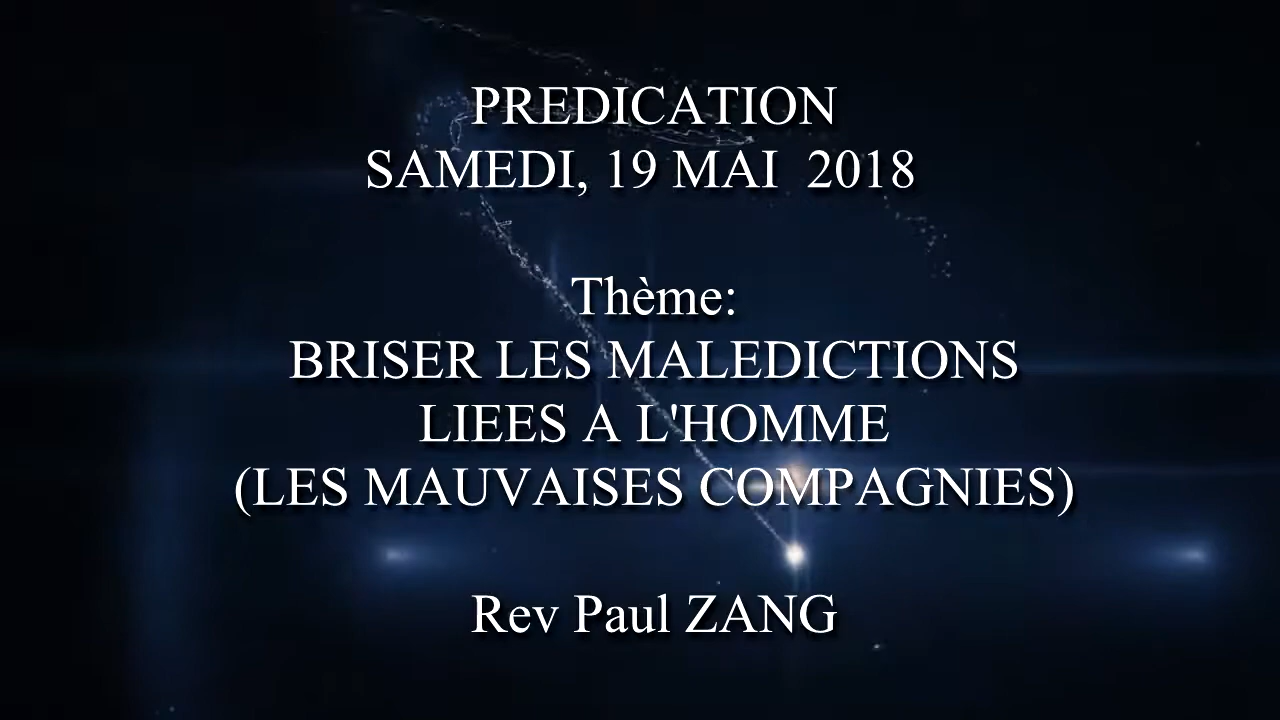 PREDICATION
SAMEDI, 19 MAI 2018
Thème:
BRISER LES MALEDICTIONS
LIEES A L'HOMME
(LES MAUVAISES COMPAGNIES)
Rev Paul ZANG